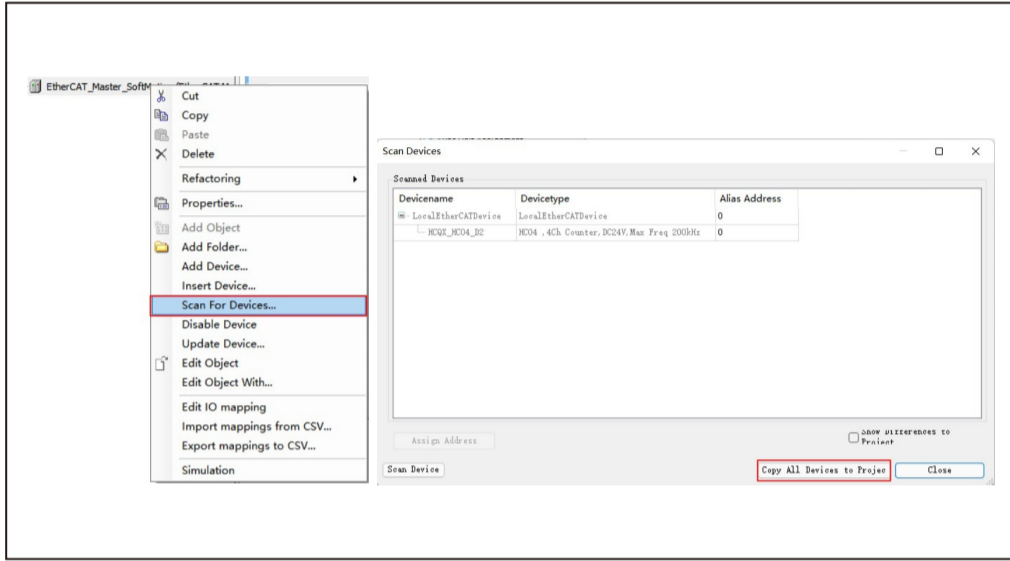 EtherCAT_Master_SoftM
Cut
Copy
Paste
Delete
Refactoring
Properties...
Add Object
Add Folder...
Add Device...
Insert Device...
Scan For Devices...
Disable Device
Update Device...
Edit Object
Edit Object With...
Edit IO mapping
Import mappings from CSV...
Export mappings to CSV...
Simulation
Scan Devices
Scanned Devices
Devicename Devicetype Alias Address
LocalEtherCATDevice LocalEtherCATDevice 0
HCQX_HC04_D2 HC04 ,4Ch Counter,DC24V,Max Freq 200kHz 0
Assign Address
Show Differences to
Project
Scan Device Copy All Devices to Projec Close